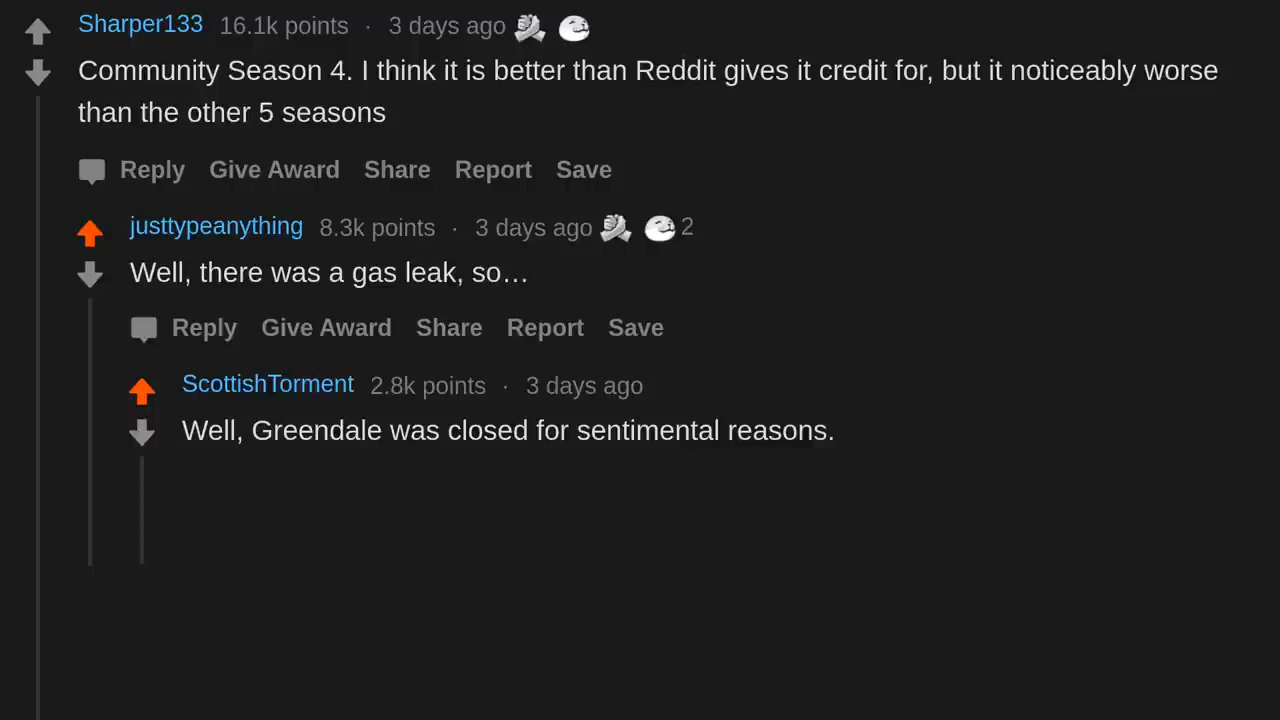 Sharper133 16.1k points · 3 days ago
Community Season 4. I think it is better than Reddit gives it credit for, but it noticeably worse
than the other 5 seasons
Reply Give Award Share Report Save
justtypeanything 8.3k points · 3 days ago 2
Well, there was a gas leak, so…
Reply Give Award Share Report Save
ScottishTorment 2.8k points · 3 days ago
Well, Greendale was closed for sentimental reasons.